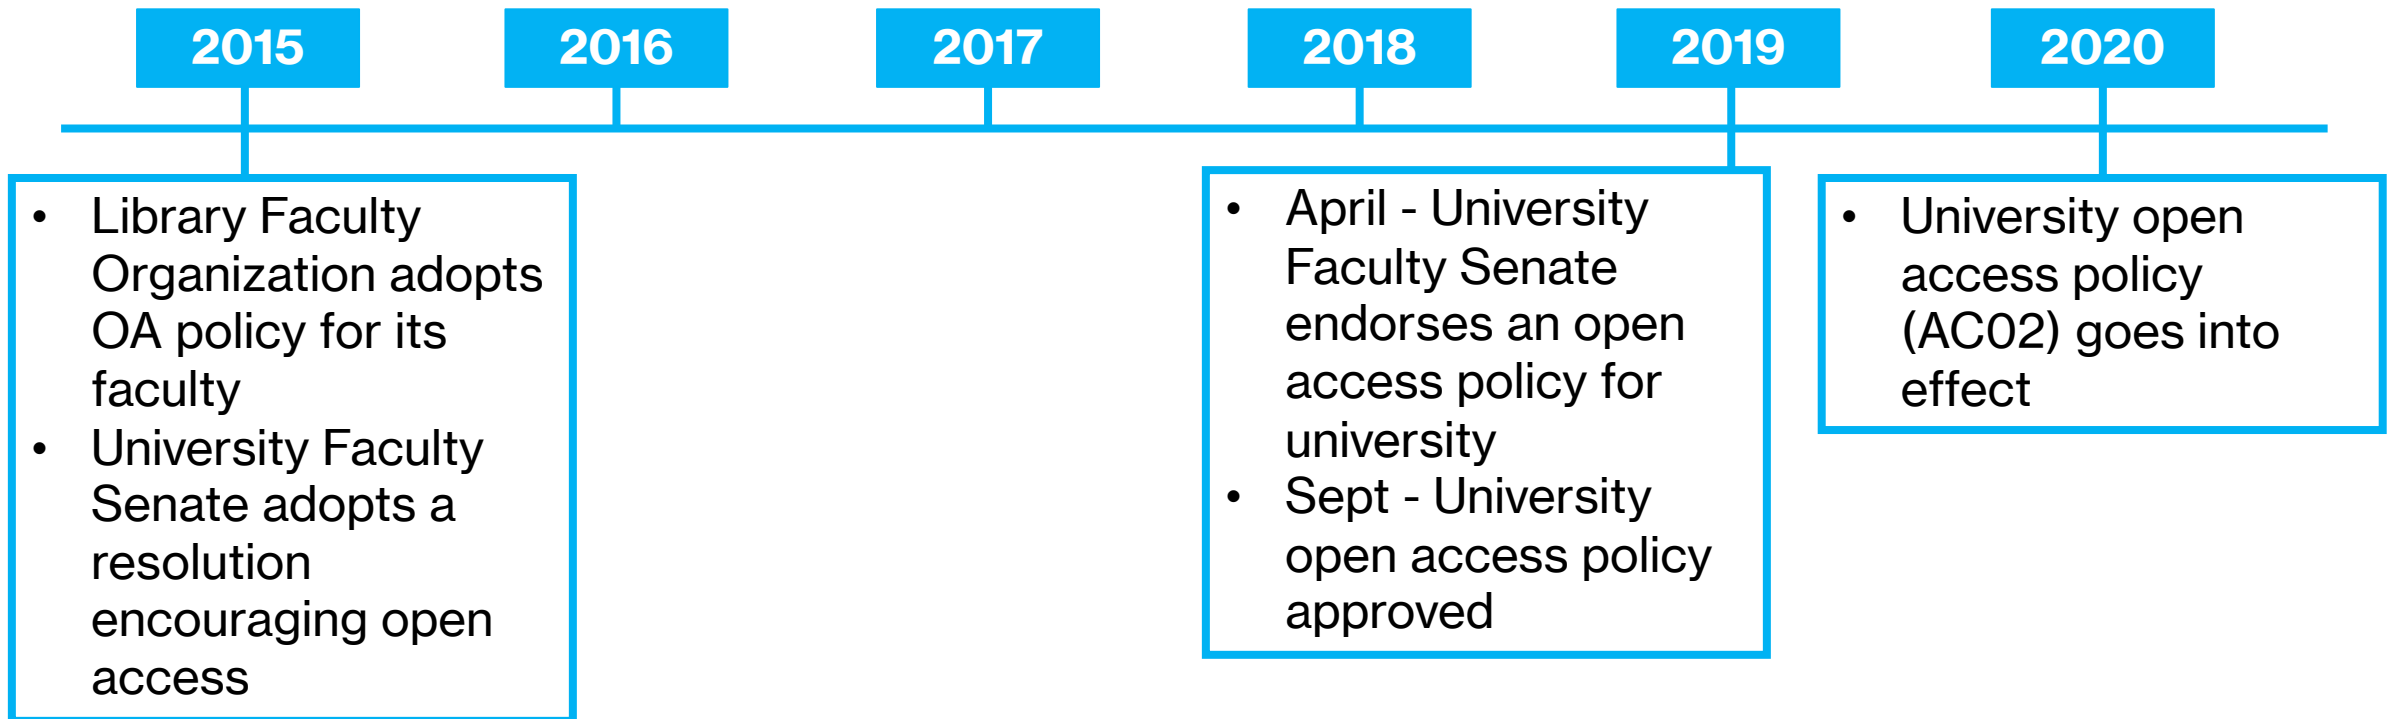 2015
2016
2017
2018
2019
2020
• Library Faculty
Organization adopts
OA policy for its
faculty
• University Faculty
Senate adopts a
resolution
encouraging open
access
• April - University
Faculty Senate
endorses an open
access policy for
university
• Sept - University
open access policy
approved
• University open
access policy
(AC02) goes into
effect